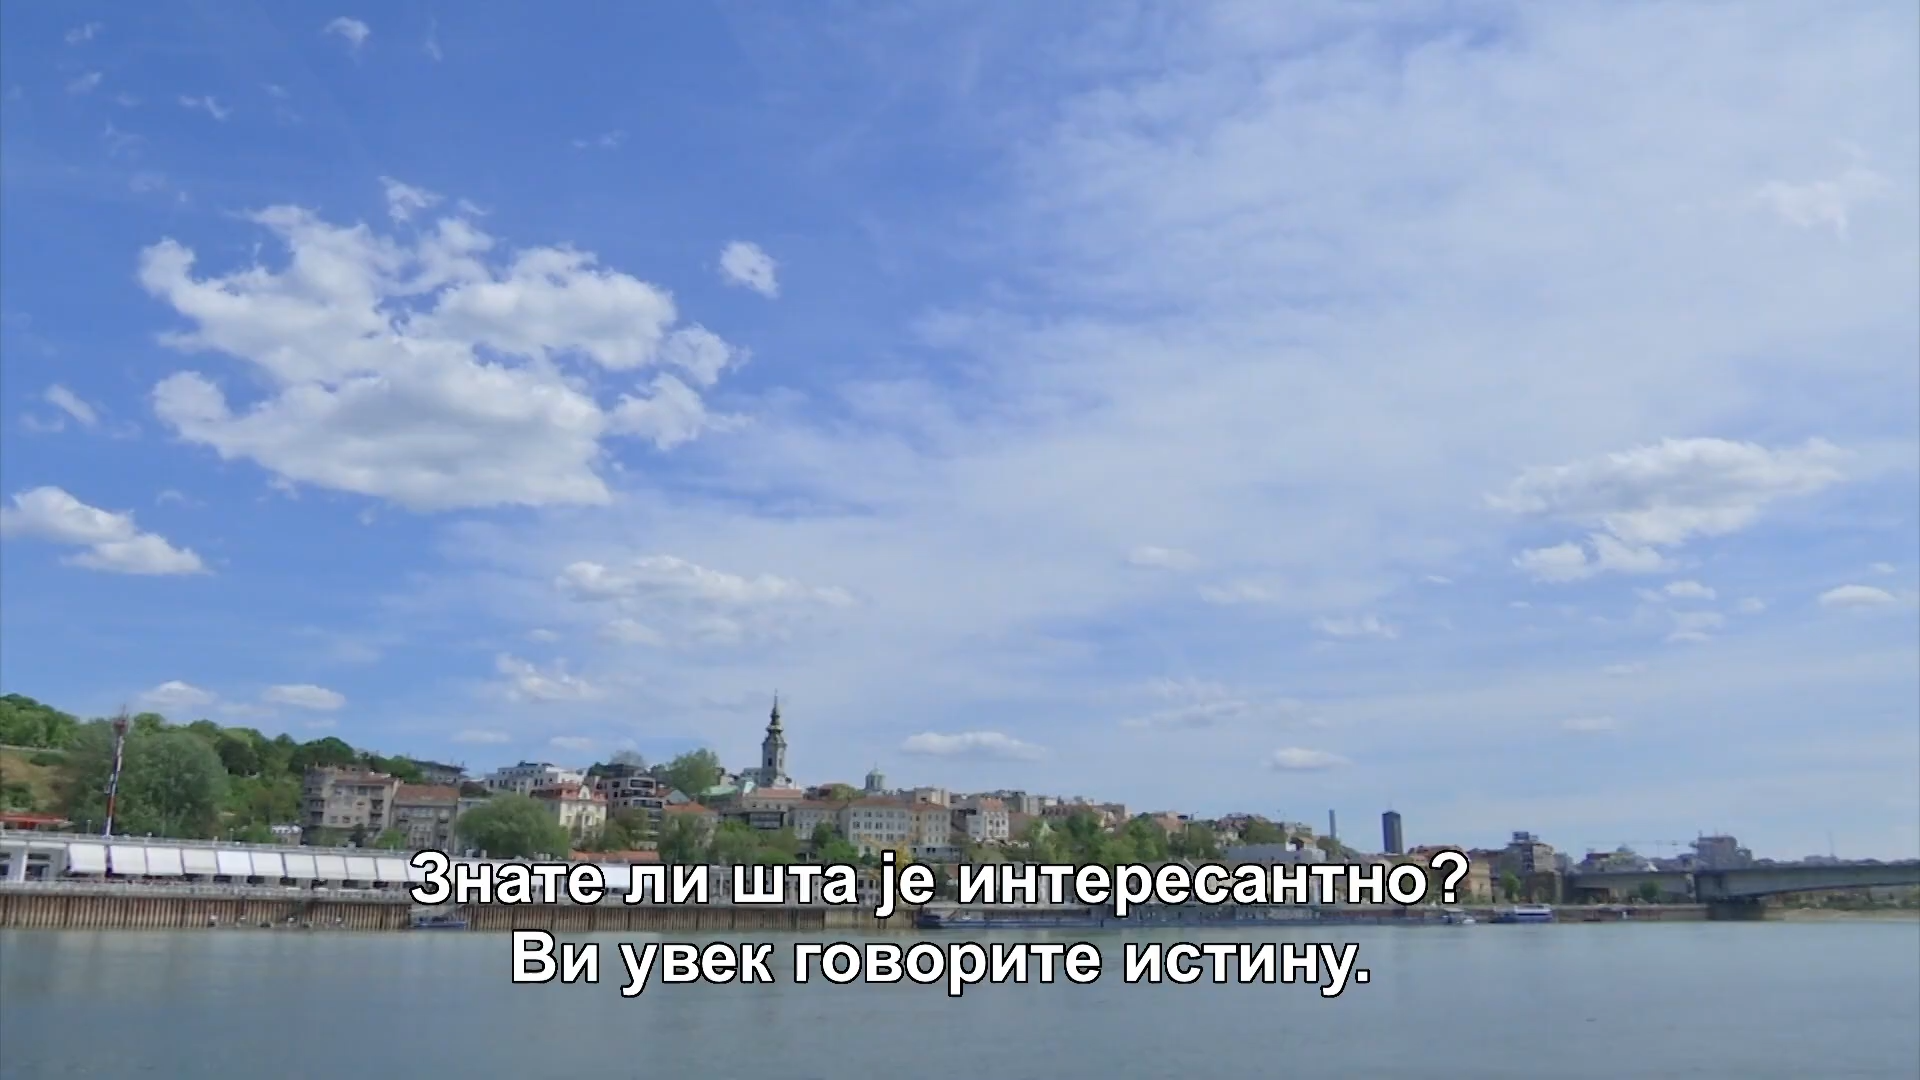 Знате ли шта је интересантно?
Ви увек говорите истину.